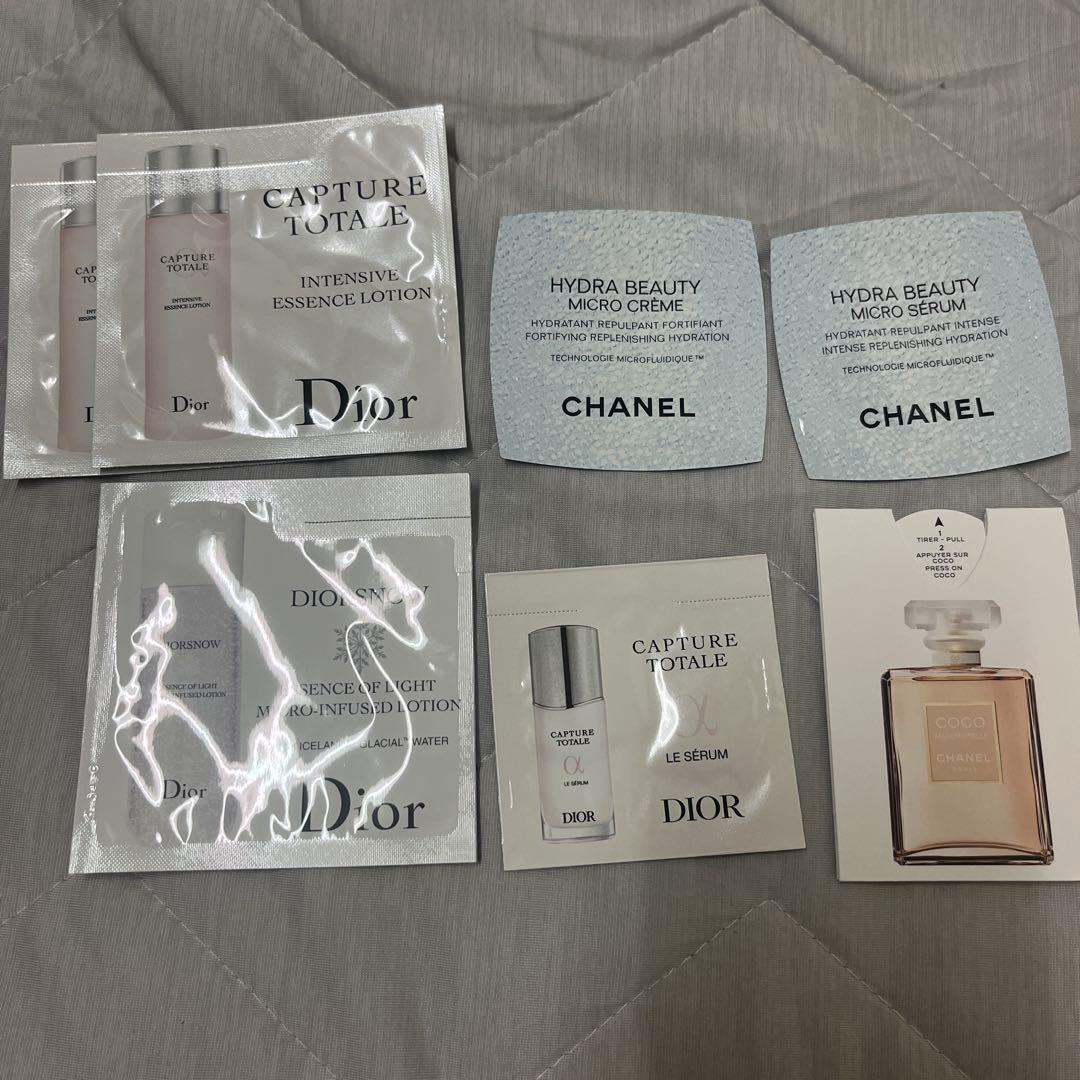 CAPTURE
TOTALE
INTENSIVE
ESSENCE LOTION
Dior
CAPTURE
TOTALE
INTENSIVE
ESSENCE LOTION
Dior
HYDRA BEAUTY
MICRO CRÈME
HYDRATANT REPULPANT FORTIFIANT
FORTIFYING REPLENISHING HYDRATION
TECHNOLOGIE MICROFLUIDIQUE™
CHANEL
HYDRA BEAUTY
MICRO SÉRUM
HYDRATANT REPULPANT INTENSE
INTENSE REPLENISHING HYDRATION
TECHNOLOGIE MICROFLUIDIQUE™
CHANEL
DIORSNOW
ESSENCE OF LIGHT
MICRO-INFUSED LOTION
GLACIAL™ WATER
Dior
Dior
CAPTURE
TOTALE
α
LE SÉRUM
DIOR
CAPTURE
TOTALE
α
LE SÉRUM
DIOR
1
TIRER - PULL
2
APPUYER SUR
COCO
PRESS ON
COCO
COCO
MADEMOISELLE
CHANEL
PARIS